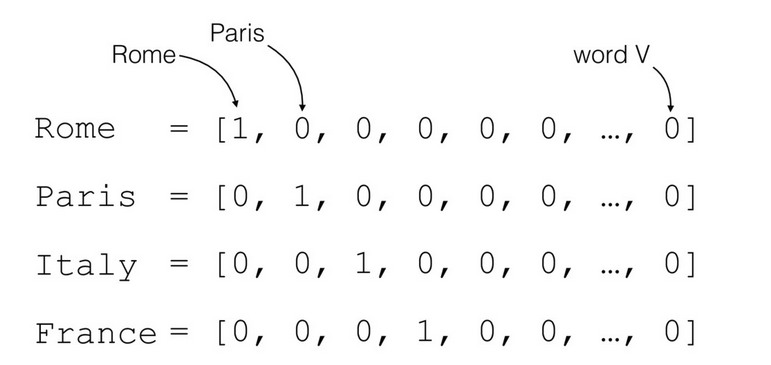 Paris
Rome
word V
Rome = [1, 0, 0, 0, 0, 0, …, 0]
Paris = [0, 1, 0, 0, 0, 0, …, 0]
Italy = [0, 0, 1, 0, 0, 0, …, 0]
France = [0, 0, 0, 1, 0, 0, …, 0]